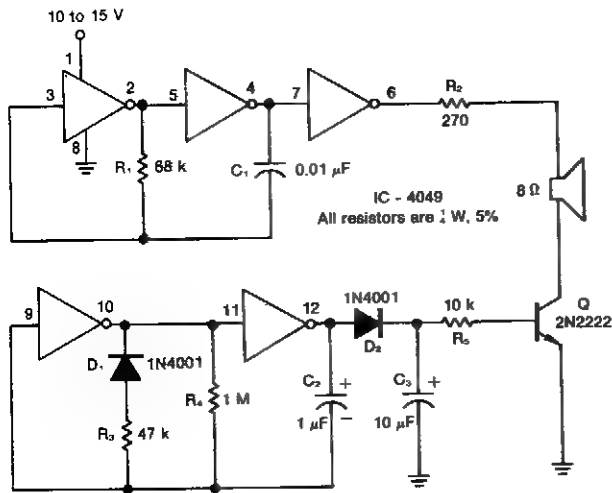 10 to 15 V
1
3
2
5
4
7
6
8
R₂
270
R₁
68 k
C₁
0.01 µF
8 Ω
IC - 4049
All resistors are ¼ W, 5%
9
10
11
12
1N4001
D₂
10 k
R₅
Q
2N2222
D₁
1N4001
R₄
1 M
C₂
+
1 µF
−
C₃
+
10 µF
R₃
47 k